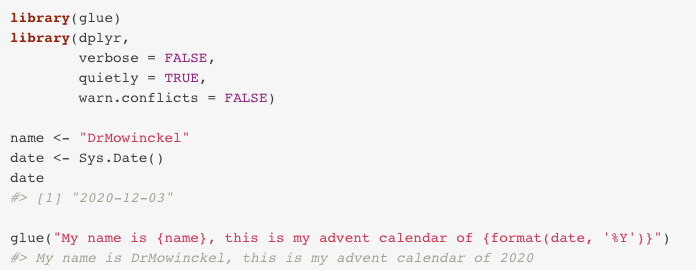 library(glue)
library(dplyr,
        verbose = FALSE,
        quietly = TRUE,
        warn.conflicts = FALSE)

name <- "DrMowinckel"
date <- Sys.Date()
date
#> [1] "2020-12-03"

glue("My name is {name}, this is my advent calendar of {format(date, '%Y')}")
#> My name is DrMowinckel, this is my advent calendar of 2020